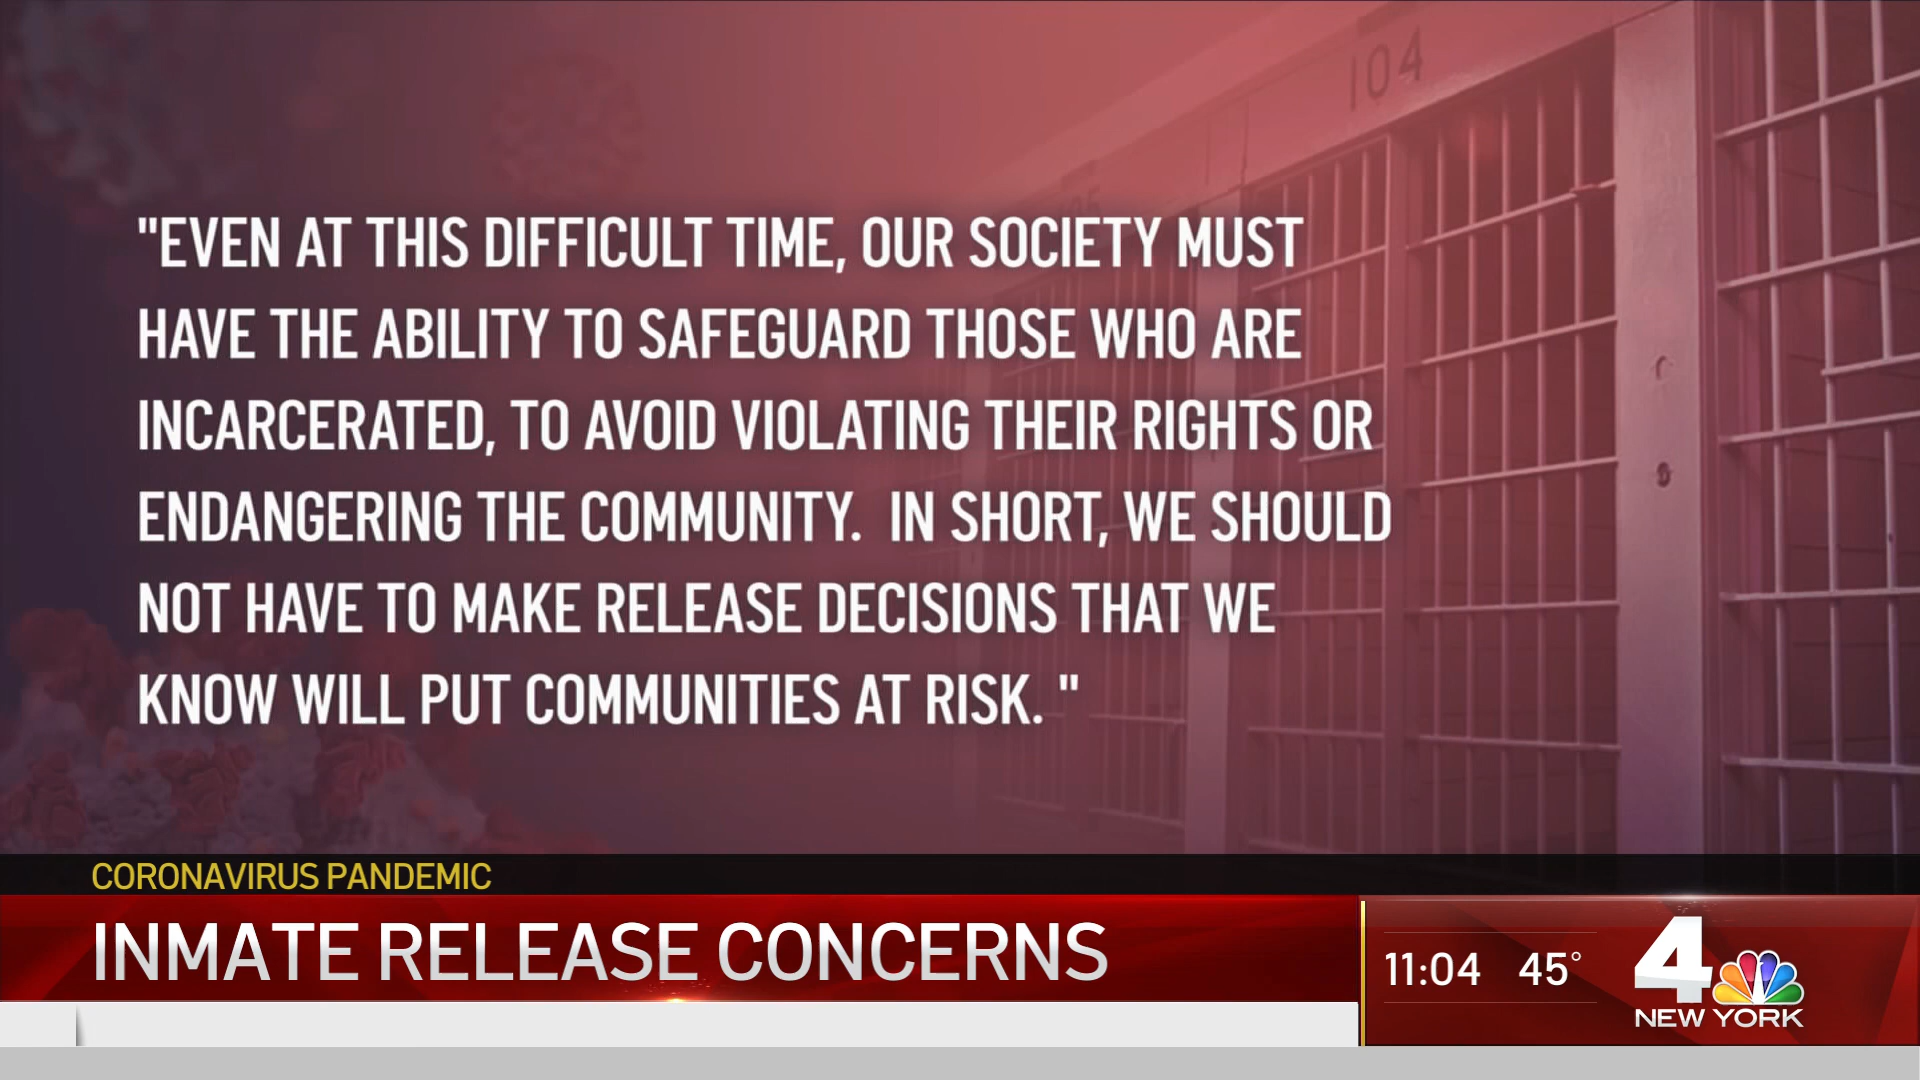 104
"EVEN AT THIS DIFFICULT TIME, OUR SOCIETY MUST
HAVE THE ABILITY TO SAFEGUARD THOSE WHO ARE
INCARCERATED, TO AVOID VIOLATING THEIR RIGHTS OR
ENDANGERING THE COMMUNITY. IN SHORT, WE SHOULD
NOT HAVE TO MAKE RELEASE DECISIONS THAT WE
KNOW WILL PUT COMMUNITIES AT RISK. "
CORONAVIRUS PANDEMIC
INMATE RELEASE CONCERNS
11:04 45°
4
NEW YORK